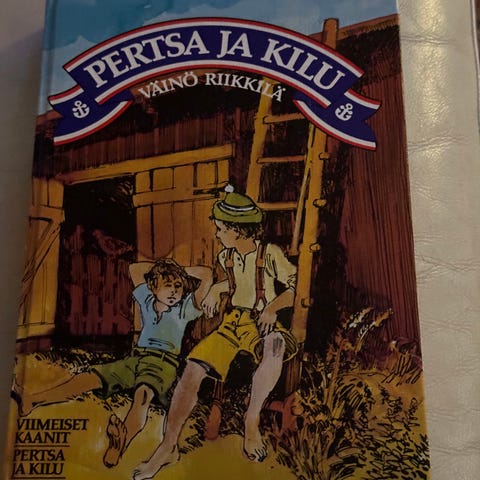 PERTSA JA KILU
VÄINÖ RIIKKILÄ
VIIMEISET
KAANIT
PERTSA
JA KILU